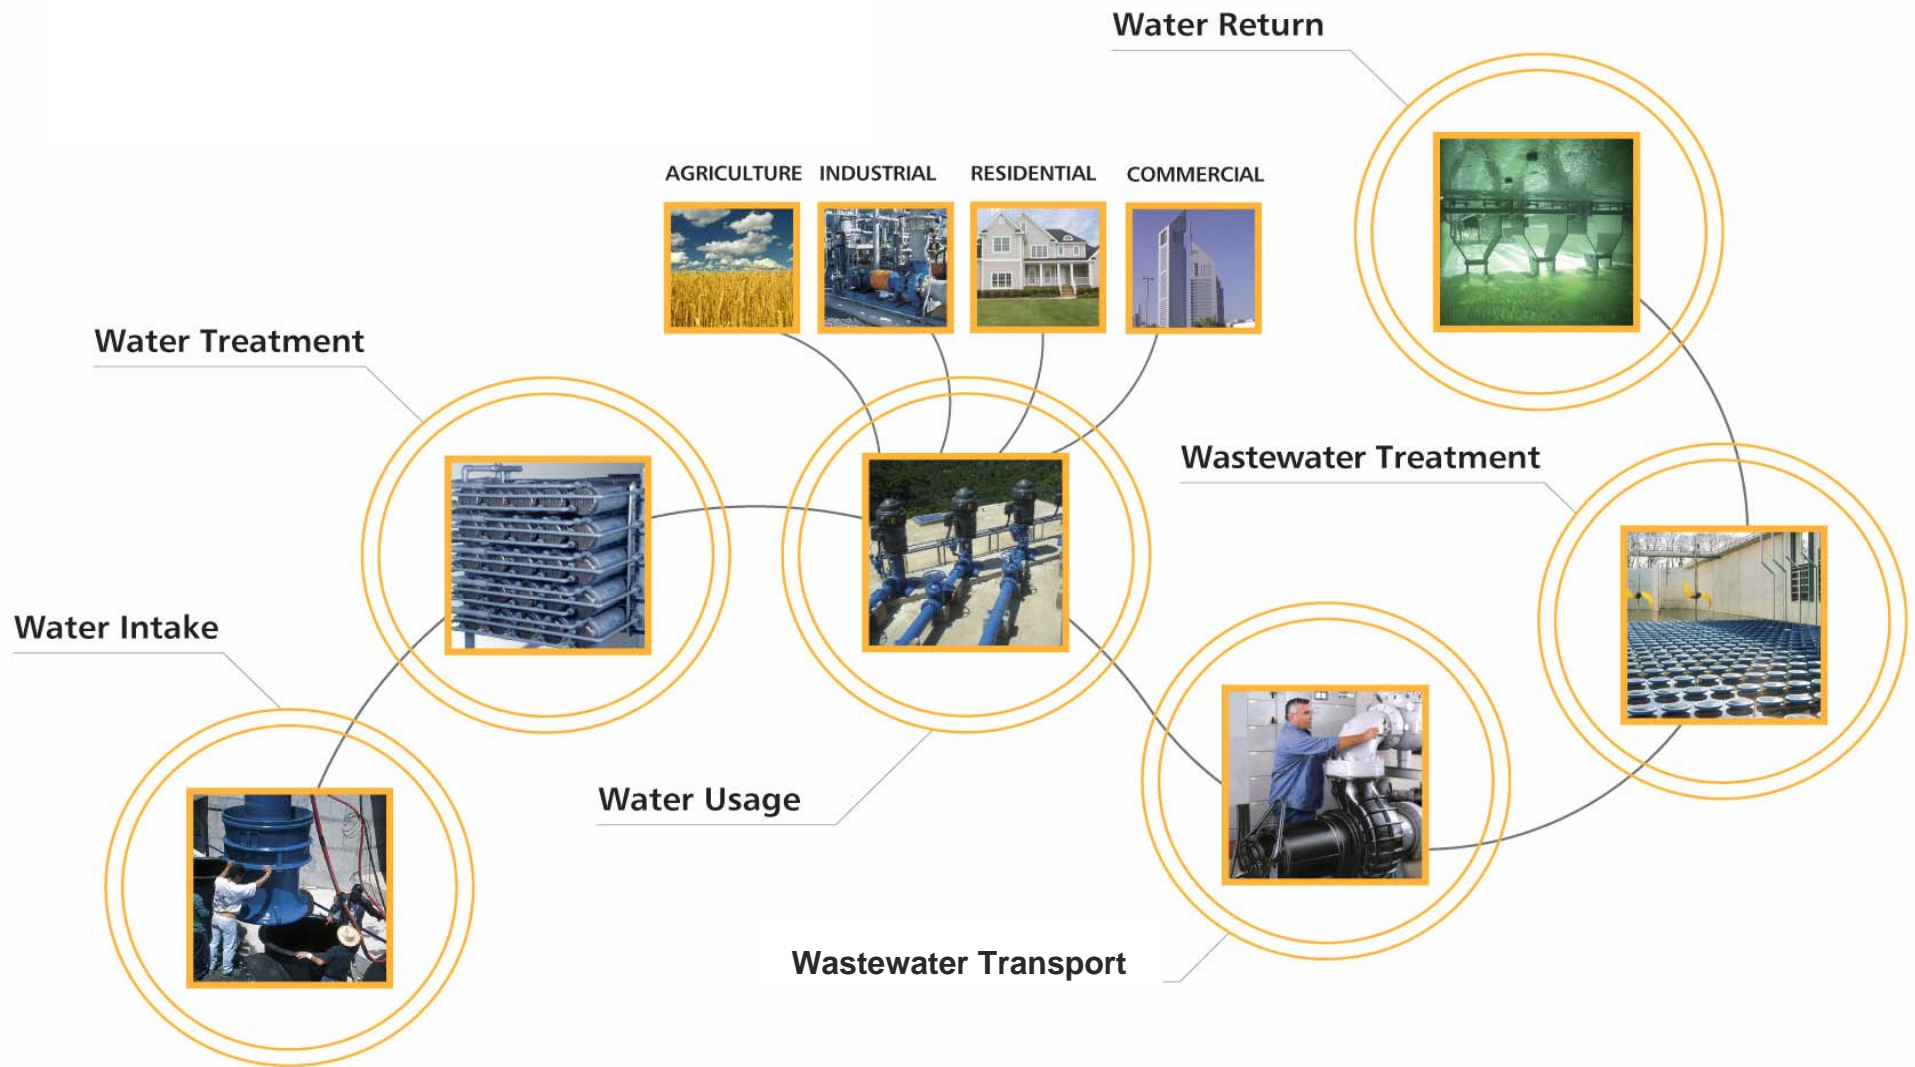 Water Return
AGRICULTURE INDUSTRIAL RESIDENTIAL COMMERCIAL
Water Treatment
Wastewater Treatment
Water Intake
Water Usage
Wastewater Transport